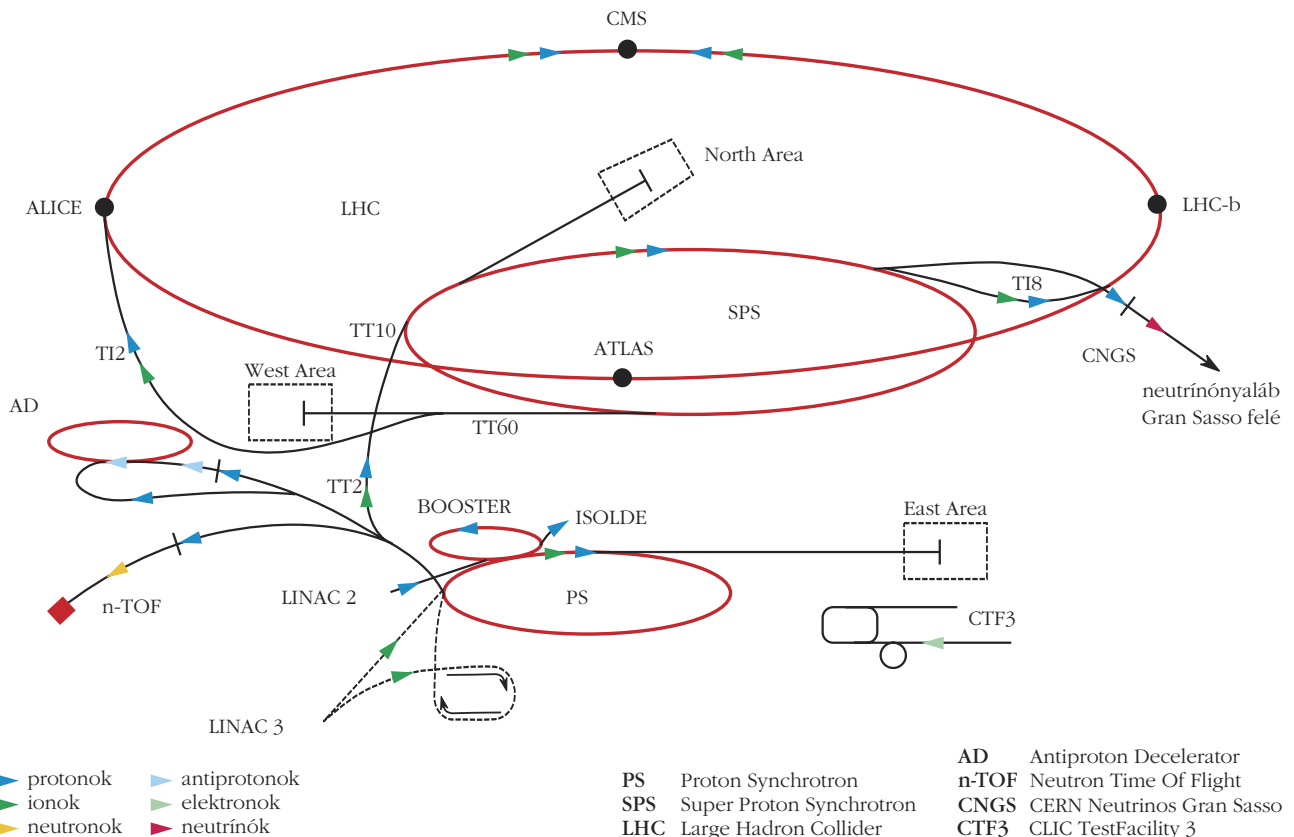 CMS
North Area
ALICE
LHC
LHC-b
TI8
SPS
TT10
ATLAS
TI2
CNGS
West Area
neutrínónyaláb
Gran Sasso felé
AD
TT60
TT2
BOOSTER
ISOLDE
East Area
LINAC 2
PS
n-TOF
CTF3
LINAC 3
protonok
ionok
neutronok
antiprotonok
elektronok
neutrínók
PS Proton Synchrotron
SPS Super Proton Synchrotron
LHC Large Hadron Collider
AD Antiproton Decelerator
n-TOF Neutron Time Of Flight
CNGS CERN Neutrinos Gran Sasso
CTF3 CLIC TestFacility 3